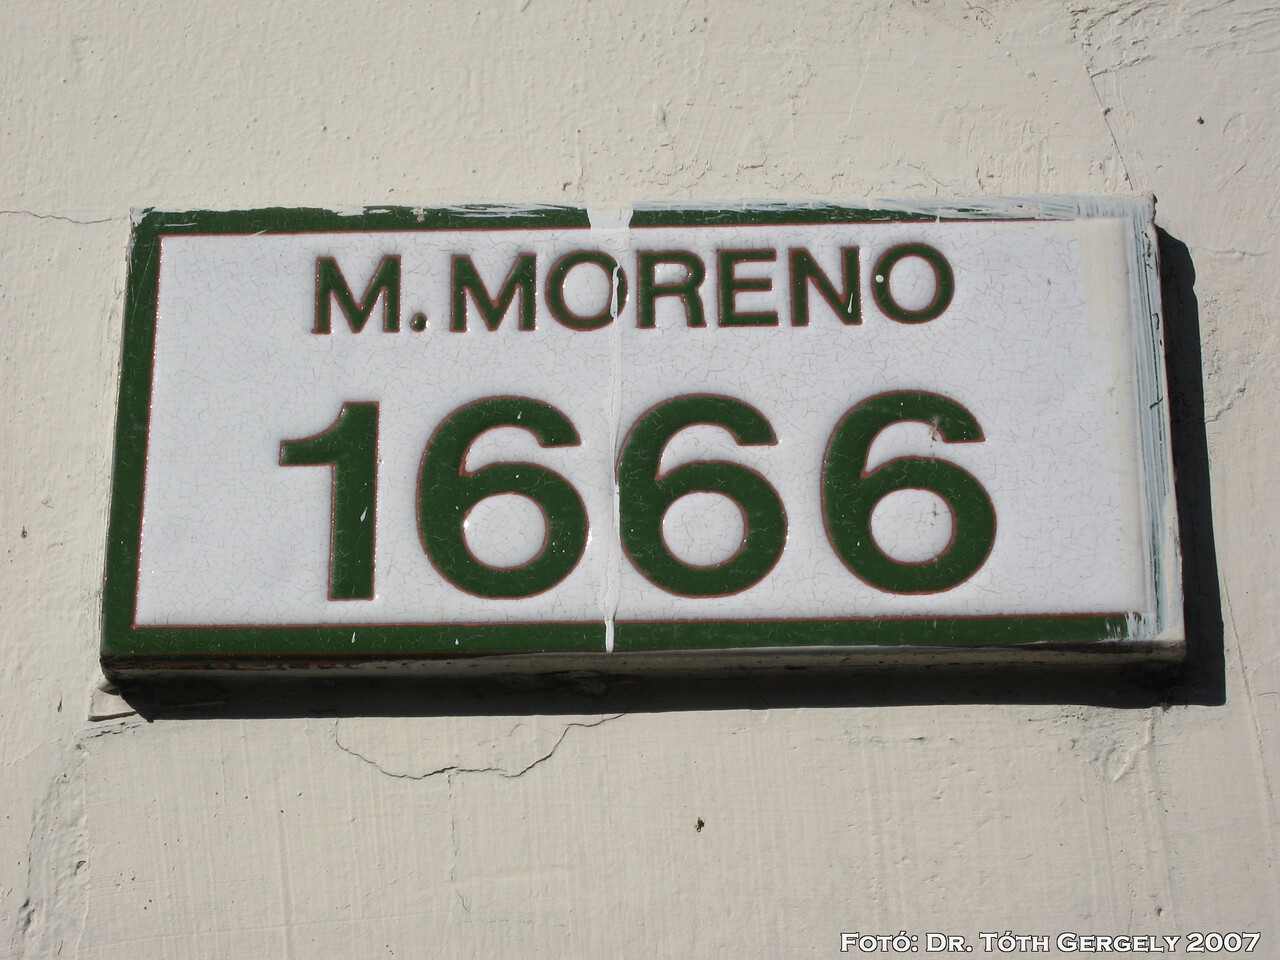 M. MORENO
1666
Fotó: Dr. Tóth Gergely 2007